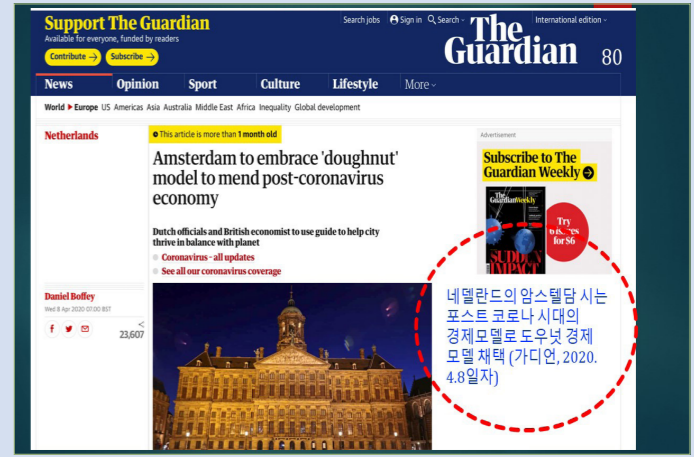 Support The Guardian
Available for everyone, funded by readers
Contribute → Subscribe →
Search jobs Sign in Search International edition
The Guardian
80
News Opinion Sport Culture Lifestyle More
World ▶ Europe US Americas Asia Australia Middle East Africa Inequality Global development
Netherlands
This article is more than 1 month old
Amsterdam to embrace 'doughnut'
model to mend post-coronavirus
economy
Dutch officials and British economist to use guide to help city
thrive in balance with planet
Coronavirus - all updates
See all our coronavirus coverage
Daniel Boffey
Wed 8 Apr 2020 07.00 BST
23,607
Advertisement
Subscribe to The
Guardian Weekly
The Guardian Weekly
SUDDEN
IMPACT
Try
6 issues
for $6
네델란드의 암스텔담 시는
포스트 코로나 시대의
경제모델로 도우넛 경제
모델 채택 (가디언, 2020.
4.8일자)